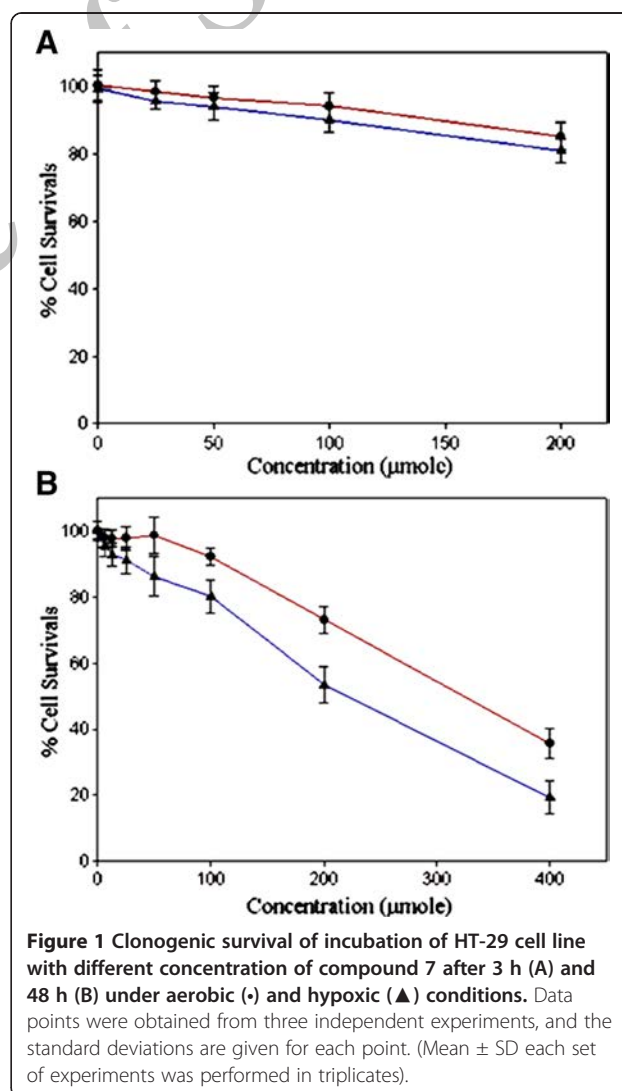 A
100
80
60
40
20
0
% Cell Survivals
0 50 100 150 200
Concentration (µmole)
B
100
80
60
40
20
0
% Cell Survivals
0 100 200 300 400
Concentration (µmole)
Figure 1 Clonogenic survival of incubation of HT-29 cell line
with different concentration of compound 7 after 3 h (A) and
48 h (B) under aerobic (•) and hypoxic (▲) conditions. Data
points were obtained from three independent experiments, and the
standard deviations are given for each point. (Mean ± SD each set
of experiments was performed in triplicates).